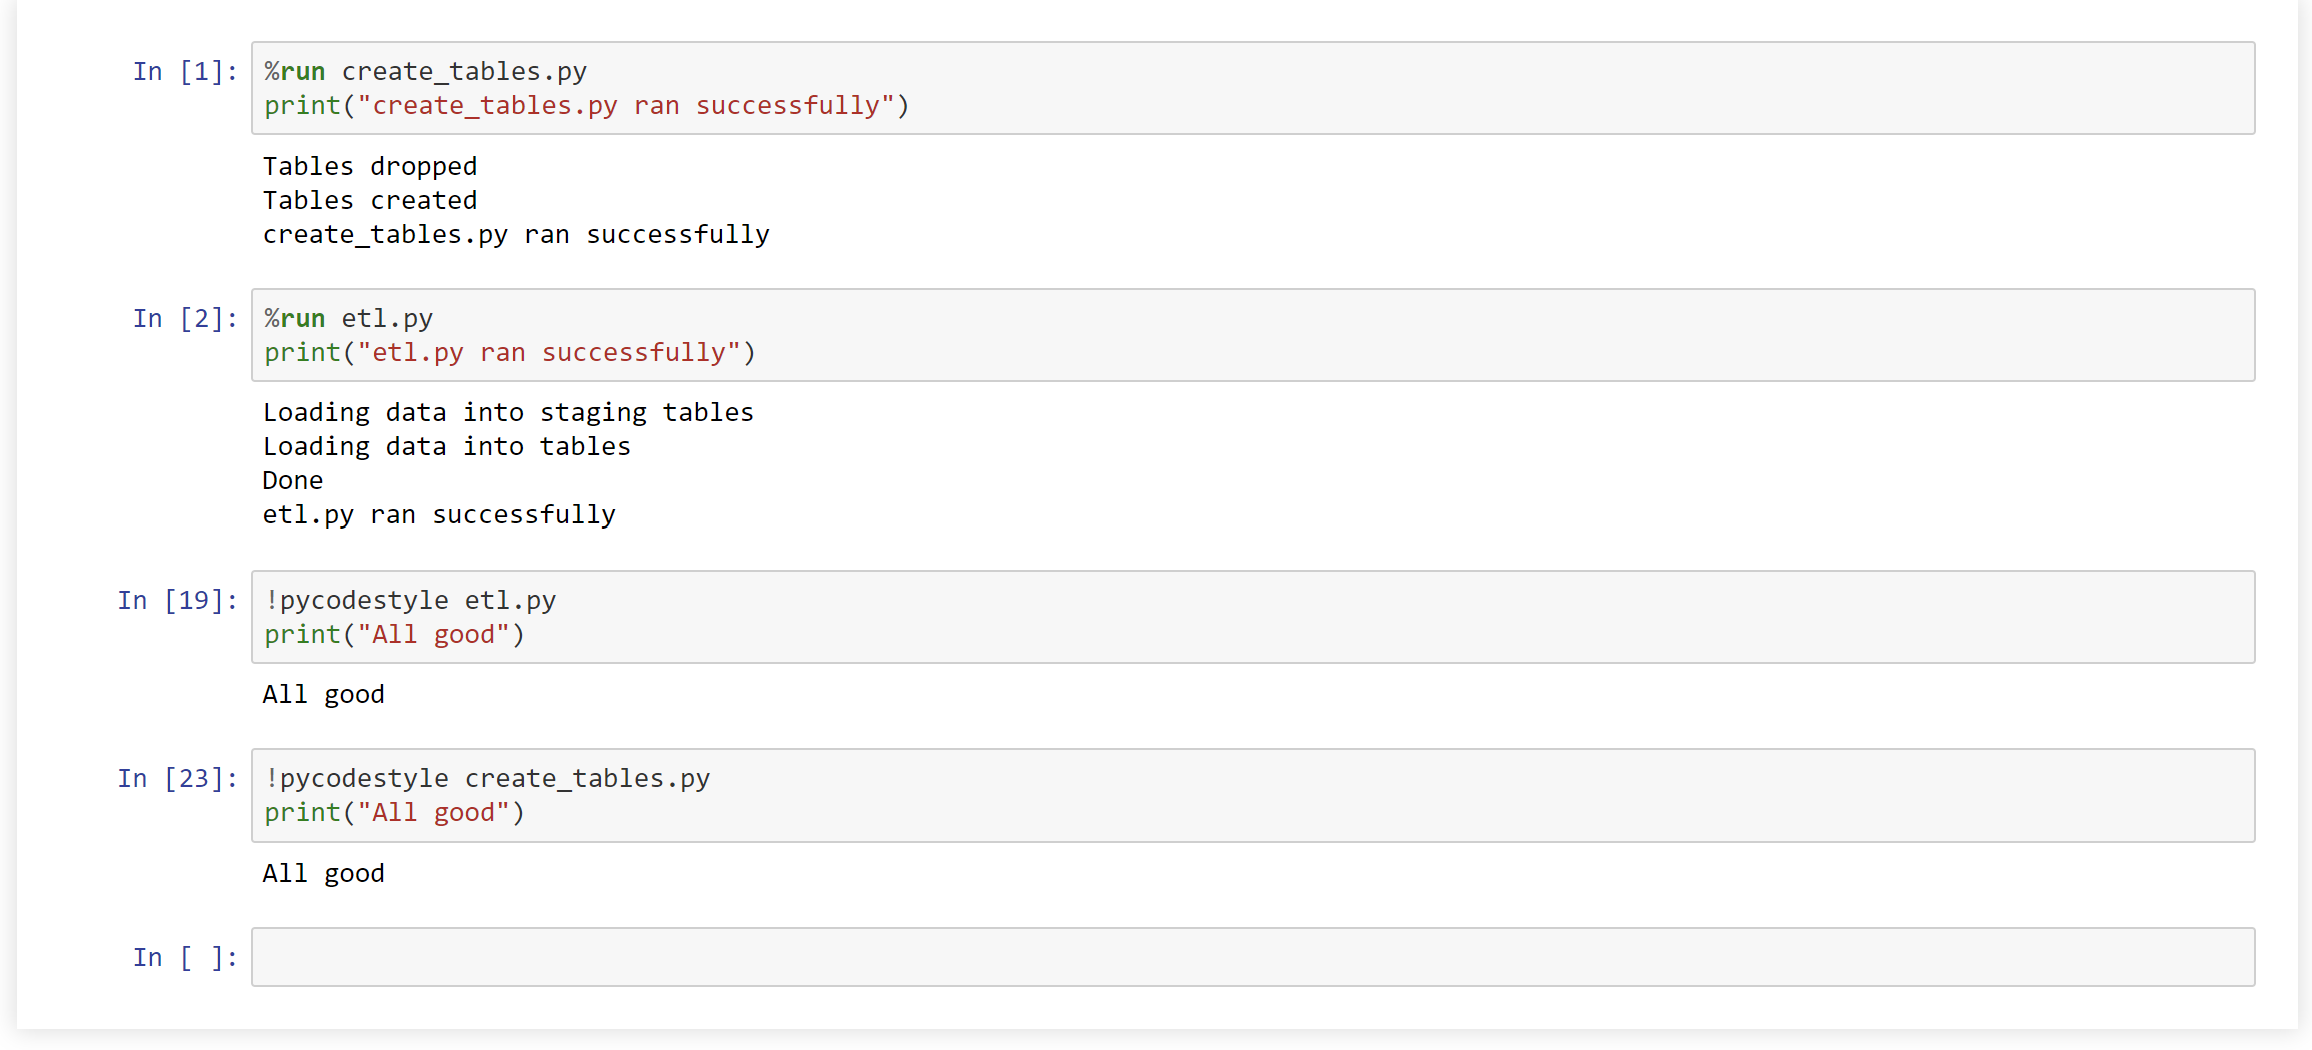 In [1]: %run create_tables.py
print("create_tables.py ran successfully")
Tables dropped
Tables created
create_tables.py ran successfully
In [2]: %run etl.py
print("etl.py ran successfully")
Loading data into staging tables
Loading data into tables
Done
etl.py ran successfully
In [19]: !pycodestyle etl.py
print("All good")
All good
In [23]: !pycodestyle create_tables.py
print("All good")
All good
In [ ]: